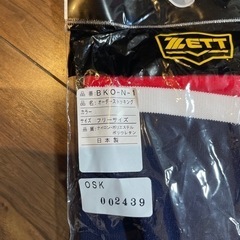 ZETT
品番 BKO-N-1
品名 オーダーストッキング
カラー
サイズ フリーサイズ
品質 ナイロン・ポリエステル
ポリウレタン
日本製
OSK
002439